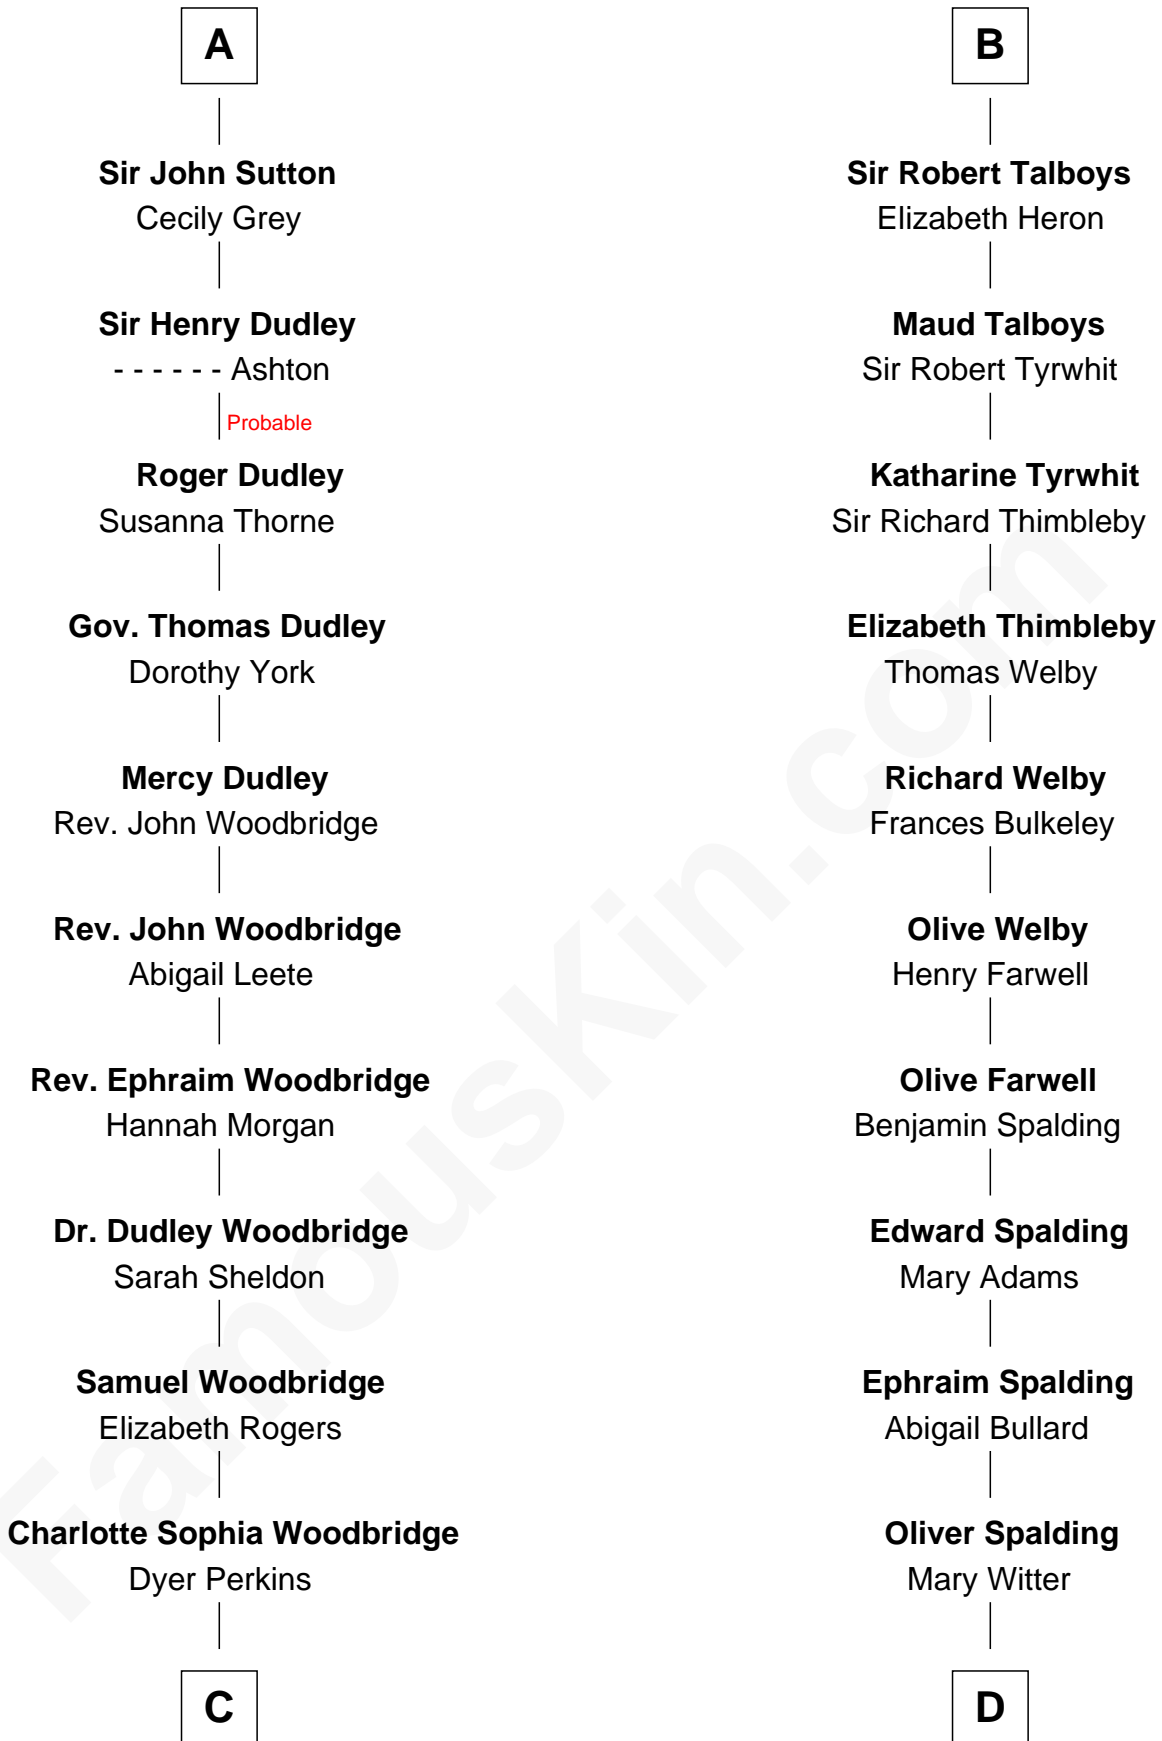 A
Sir John Sutton
Cecily Grey
Sir Henry Dudley
- - - - - - Ashton
Probable
Roger Dudley
Susanna Thorne
Gov. Thomas Dudley
Dorothy York
Mercy Dudley
Rev. John Woodbridge
Rev. John Woodbridge
Abigail Leete
Rev. Ephraim Woodbridge
Hannah Morgan
Dr. Dudley Woodbridge
Sarah Sheldon
Samuel Woodbridge
Elizabeth Rogers
Charlotte Sophia Woodbridge
Dyer Perkins
C
B
Sir Robert Talboys
Elizabeth Heron
Maud Talboys
Sir Robert Tyrwhit
Katharine Tyrwhit
Sir Richard Thimbleby
Elizabeth Thimbleby
Thomas Welby
Richard Welby
Frances Bulkeley
Olive Welby
Henry Farwell
Olive Farwell
Benjamin Spalding
Edward Spalding
Mary Adams
Ephraim Spalding
Abigail Bullard
Oliver Spalding
Mary Witter
D
FamousKin.com